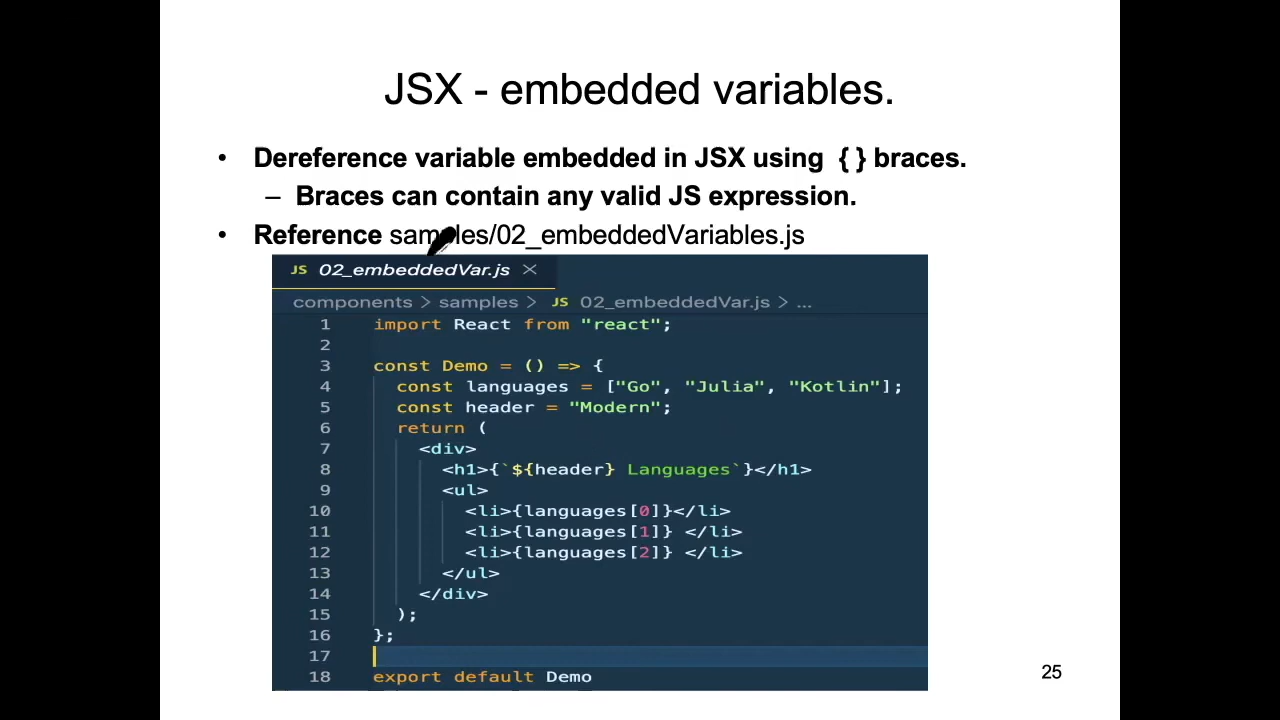 JSX - embedded variables.
• Dereference variable embedded in JSX using { } braces.
– Braces can contain any valid JS expression.
• Reference samples/02_embeddedVariables.js
JS 02_embeddedVar.js ×
components > samples > JS 02_embeddedVar.js > ...
1 import React from "react";
2
3 const Demo = () => {
4 const languages = ["Go", "Julia", "Kotlin"];
5 const header = "Modern";
6 return (
7 <div>
8 <h1>{`${header} Languages`}</h1>
9 <ul>
10 <li>{languages[0]}</li>
11 <li>{languages[1]} </li>
12 <li>{languages[2]} </li>
13 </ul>
14 </div>
15 );
16 };
17
18 export default Demo
25